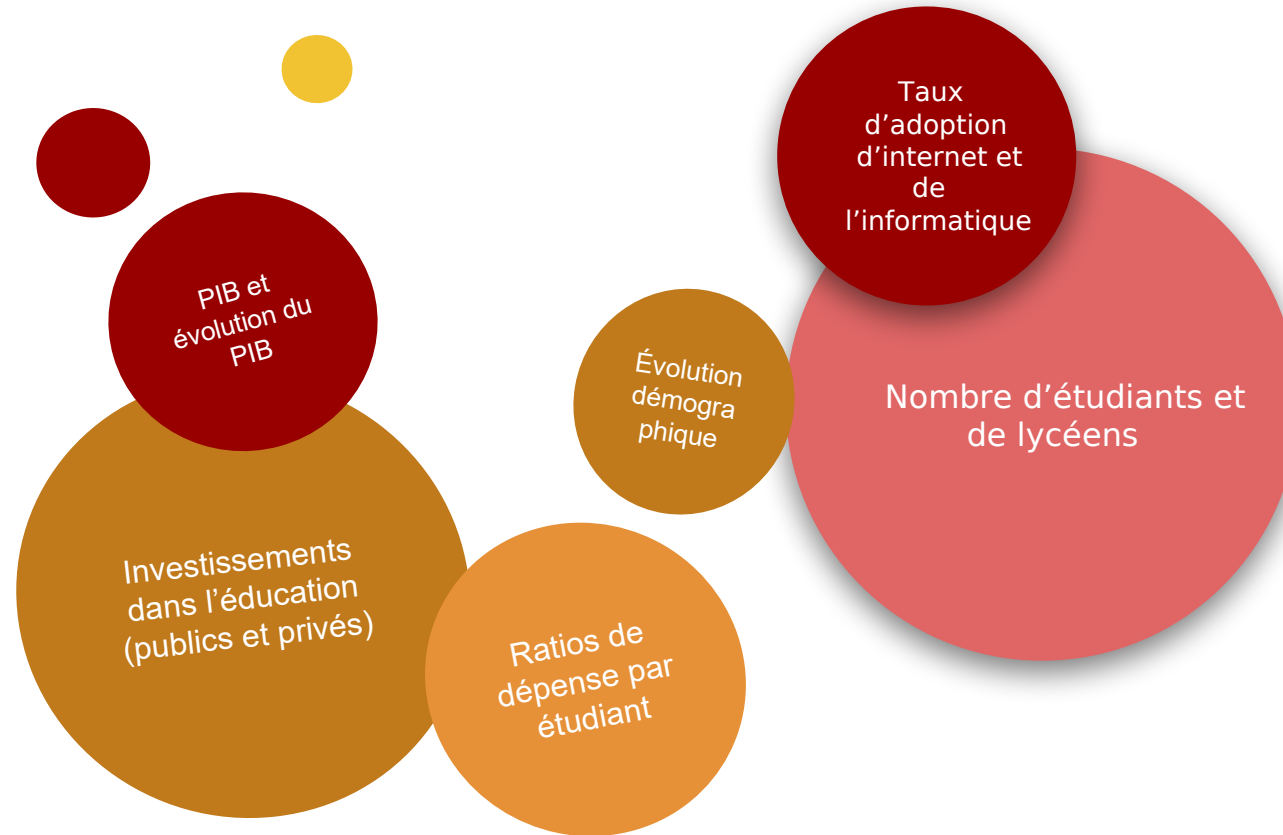 Taux
d’adoption
d’internet et
de
l’informatique
PIB et
évolution du
PIB
Évolution
démogra
phique
Nombre d’étudiants et
de lycéens
Investissements
dans l’éducation
(publics et privés)
Ratios de
dépense par
étudiant